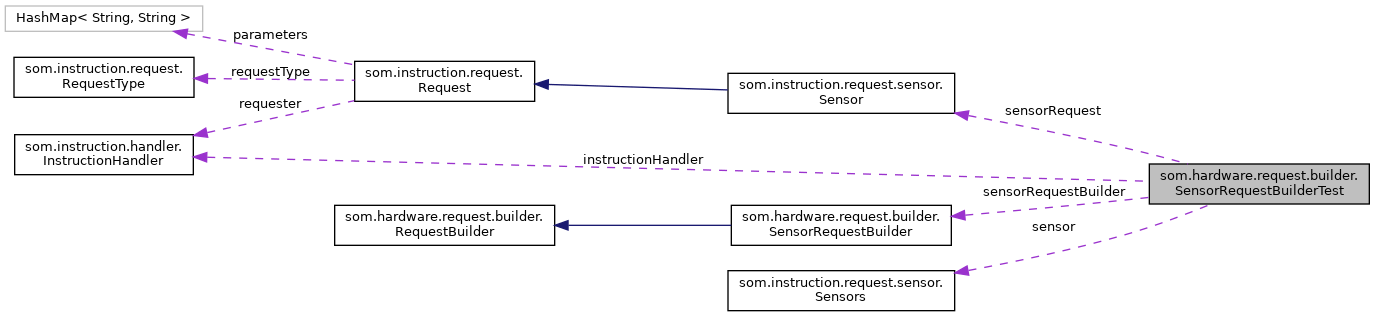 HashMap< String, String >
parameters
som.instruction.request.
RequestType
requestType
som.instruction.request.
Request
requester
som.instruction.handler.
InstructionHandler
som.instruction.request.sensor.
Sensor
sensorRequest
instructionHandler
som.hardware.request.builder.
SensorRequestBuilderTest
sensorRequestBuilder
som.hardware.request.builder.
RequestBuilder
som.hardware.request.builder.
SensorRequestBuilder
sensor
som.instruction.request.sensor.
Sensors